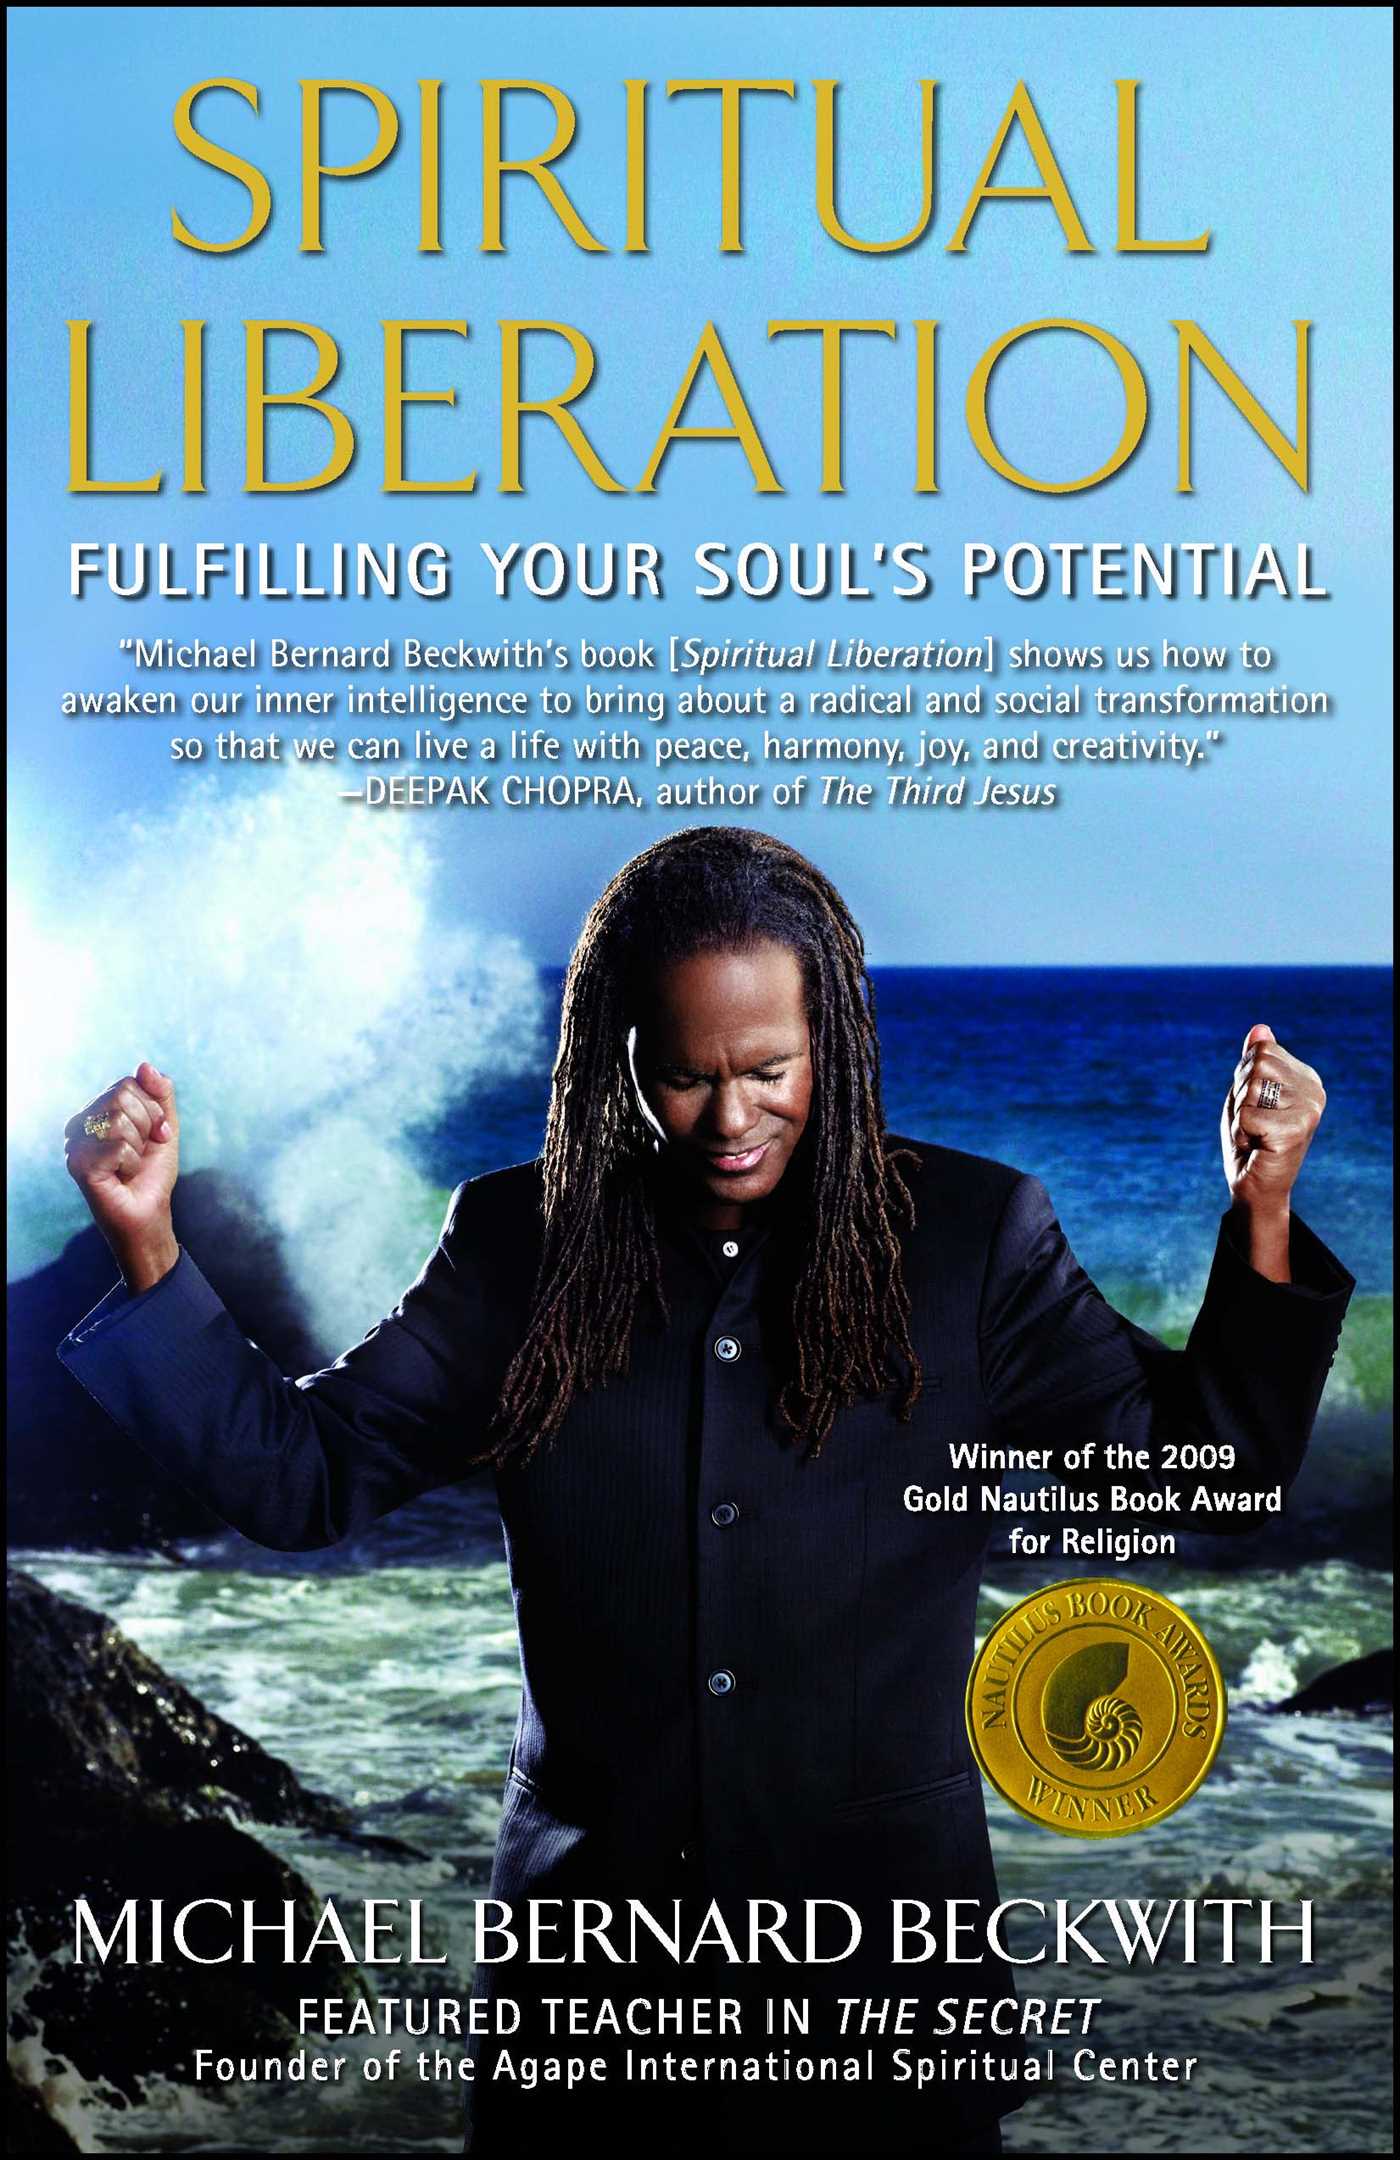 SPIRITUAL
LIBERATION
FULFILLING YOUR SOUL'S POTENTIAL
"Michael Bernard Beckwith's book [Spiritual Liberation] shows us how to
awaken our inner intelligence to bring about a radical and social transformation
so that we can live a life with peace, harmony, joy, and creativity."
—DEEPAK CHOPRA, author of The Third Jesus
Winner of the 2009
Gold Nautilus Book Award
for Religion
NAUTILUS BOOK AWARDS
WINNER
MICHAEL BERNARD BECKWITH
FEATURED TEACHER IN THE SECRET
Founder of the Agape International Spiritual Center